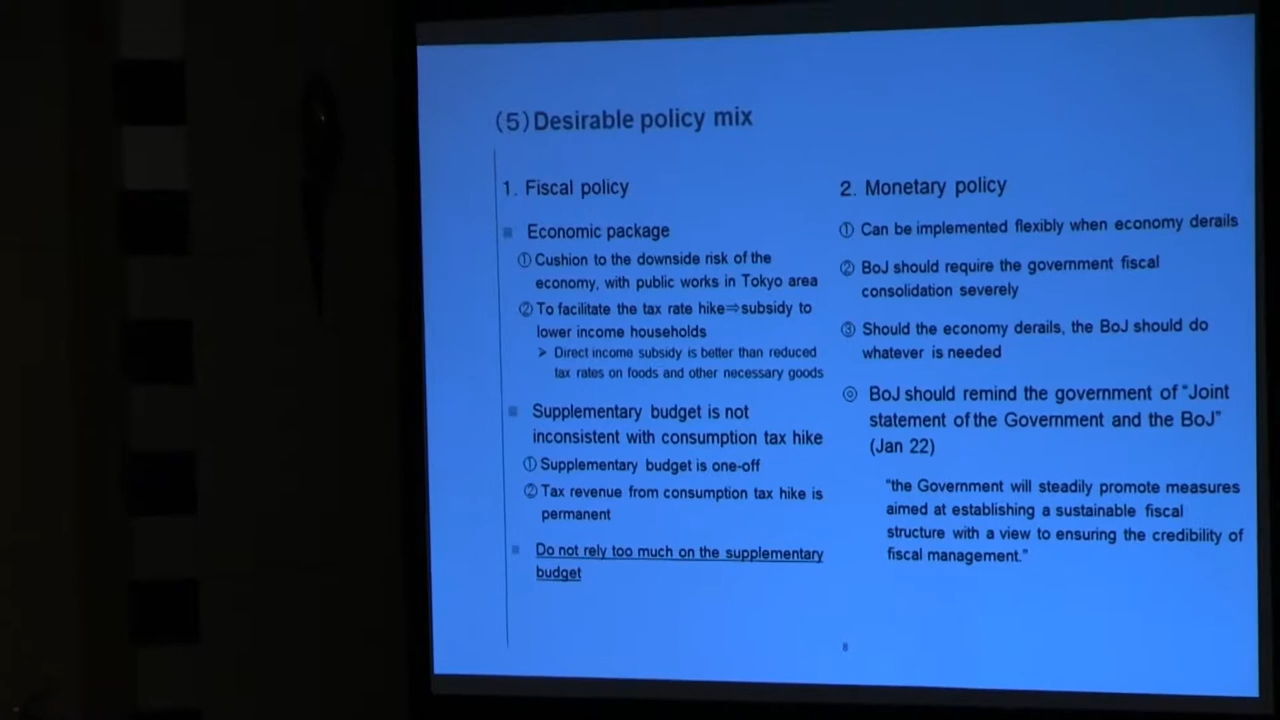 (5)Desirable policy mix
1. Fiscal policy
■ Economic package
① Cushion to the downside risk of the
economy, with public works in Tokyo area
② To facilitate the tax rate hike⇒subsidy to
lower income households
➢ Direct income subsidy is better than reduced
tax rates on foods and other necessary goods
■ Supplementary budget is not
inconsistent with consumption tax hike
① Supplementary budget is one-off
② Tax revenue from consumption tax hike is
permanent
■ Do not rely too much on the supplementary
budget
2. Monetary policy
① Can be implemented flexibly when economy derails
② BoJ should require the government fiscal
consolidation severely
③ Should the economy derails, the BoJ should do
whatever is needed
◎ BoJ should remind the government of "Joint
statement of the Government and the BoJ"
(Jan 22)
"the Government will steadily promote measures
aimed at establishing a sustainable fiscal
structure with a view to ensuring the credibility of
fiscal management."
8